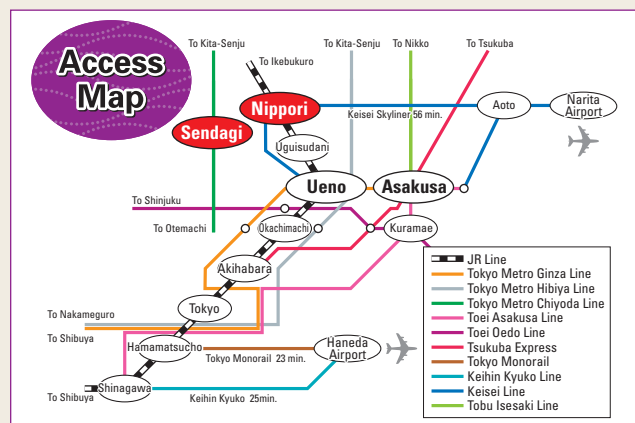 Access
Map
To Kita-Senju
To Ikebukuro
To Kita-Senju
To Nikko
To Tsukuba
Nippori
Keisei Skyliner 56 min.
Aoto
Narita
Airport
Sendagi
Uguisudani
Ueno
Asakusa
To Shinjuku
To Otemachi
Okachimachi
Kuramae
Akihabara
Tokyo
To Nakameguro
To Shibuya
Hamamatsucho
Tokyo Monorail 23 min.
Haneda
Airport
Shinagawa
To Shibuya
Keihin Kyuko 25min.
JR Line
Tokyo Metro Ginza Line
Tokyo Metro Hibiya Line
Tokyo Metro Chiyoda Line
Toei Asakusa Line
Toei Oedo Line
Tsukuba Express
Tokyo Monorail
Keihin Kyuko Line
Keisei Line
Tobu Isesaki Line